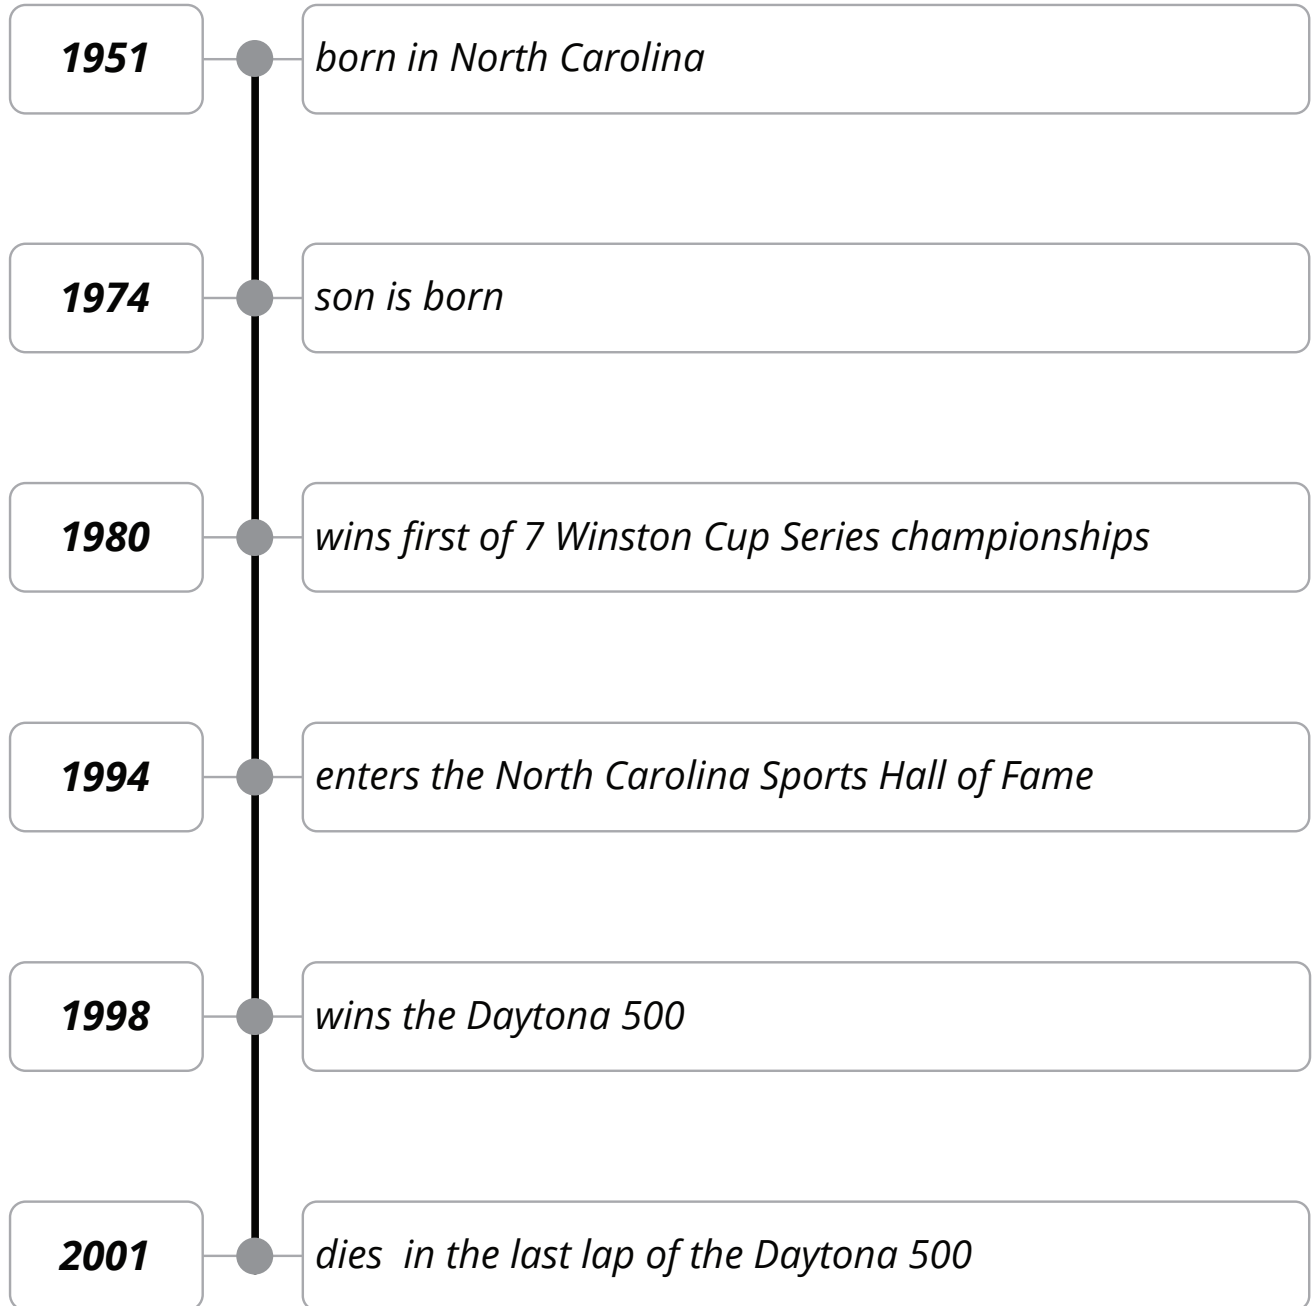 1951
born in North Carolina
1974
son is born
1980
wins first of 7 Winston Cup Series championships
1994
enters the North Carolina Sports Hall of Fame
1998
wins the Daytona 500
2001
dies  in the last lap of the Daytona 500